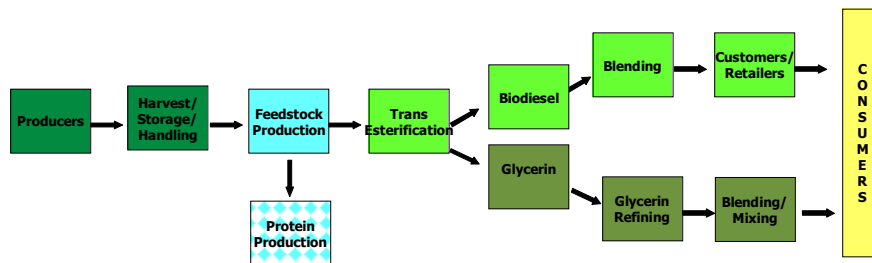 Producers
Harvest/
Storage/
Handling
Feedstock
Production
Protein
Production
Trans
Esterification
Biodiesel
Blending
Customers/
Retailers
Glycerin
Glycerin
Refining
Blending/
Mixing
C
O
N
S
U
M
E
R
S